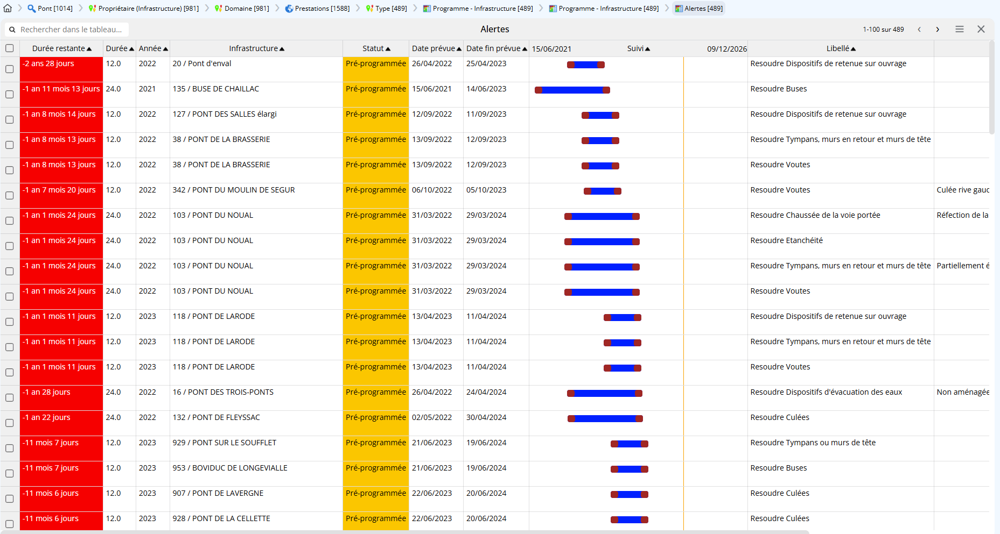 Pont [1014] Propriétaire (Infrastructure) [981] Domaine [981] Prestations [1588] Type [489] Programme - Infrastructure [489] Programme - Infrastructure [489] Alertes [489]
Rechercher dans le tableau... Alertes 1-100 sur 489
Durée restante Durée Année Infrastructure Statut Date prévue Date fin prévue 15/06/2021 Suivi 09/12/2026 Libellé
-2 ans 28 jours 12.0 2022 20 / Pont d'enval Pré-programmée 26/04/2022 25/04/2023 Resoudre Dispositifs de retenue sur ouvrage
-1 an 11 mois 13 jours 24.0 2021 135 / BUSE DE CHAILLAC Pré-programmée 15/06/2021 14/06/2023 Resoudre Buses
-1 an 8 mois 14 jours 12.0 2022 127 / PONT DES SALLES élargi Pré-programmée 12/09/2022 11/09/2023 Resoudre Dispositifs de retenue sur ouvrage
-1 an 8 mois 13 jours 12.0 2022 38 / PONT DE LA BRASSERIE Pré-programmée 13/09/2022 12/09/2023 Resoudre Tympans, murs en retour et murs de tête
-1 an 8 mois 13 jours 12.0 2022 38 / PONT DE LA BRASSERIE Pré-programmée 13/09/2022 12/09/2023 Resoudre Voutes
-1 an 7 mois 20 jours 12.0 2022 342 / PONT DU MOULIN DE SEGUR Pré-programmée 06/10/2022 05/10/2023 Resoudre Voutes Culée rive gauc
-1 an 1 mois 24 jours 24.0 2022 103 / PONT DU NOUAL Pré-programmée 31/03/2022 29/03/2024 Resoudre Chaussée de la voie portée Réfection de la
-1 an 1 mois 24 jours 24.0 2022 103 / PONT DU NOUAL Pré-programmée 31/03/2022 29/03/2024 Resoudre Etanchéité
-1 an 1 mois 24 jours 24.0 2022 103 / PONT DU NOUAL Pré-programmée 31/03/2022 29/03/2024 Resoudre Tympans, murs en retour et murs de tête Partiellement é
-1 an 1 mois 24 jours 24.0 2022 103 / PONT DU NOUAL Pré-programmée 31/03/2022 29/03/2024 Resoudre Voutes
-1 an 1 mois 11 jours 12.0 2023 118 / PONT DE LARODE Pré-programmée 13/04/2023 11/04/2024 Resoudre Dispositifs de retenue sur ouvrage
-1 an 1 mois 11 jours 12.0 2023 118 / PONT DE LARODE Pré-programmée 13/04/2023 11/04/2024 Resoudre Tympans, murs en retour et murs de tête
-1 an 1 mois 11 jours 12.0 2023 118 / PONT DE LARODE Pré-programmée 13/04/2023 11/04/2024 Resoudre Voutes
-1 an 28 jours 24.0 2022 16 / PONT DES TROIS-PONTS Pré-programmée 26/04/2022 24/04/2024 Resoudre Dispositifs d'évacuation des eaux Non aménagée
-1 an 22 jours 24.0 2022 132 / PONT DE FLEYSSAC Pré-programmée 02/05/2022 30/04/2024 Resoudre Culées
-11 mois 7 jours 12.0 2023 929 / PONT SUR LE SOUFFLET Pré-programmée 21/06/2023 19/06/2024 Resoudre Tympans ou murs de tête
-11 mois 7 jours 12.0 2023 953 / BOVIDUC DE LONGEVIALLE Pré-programmée 21/06/2023 19/06/2024 Resoudre Buses
-11 mois 6 jours 12.0 2023 907 / PONT DE LAVERGNE Pré-programmée 22/06/2023 20/06/2024 Resoudre Culées
-11 mois 6 jours 12.0 2023 928 / PONT DE LA CELLETTE Pré-programmée 22/06/2023 20/06/2024 Resoudre Culées